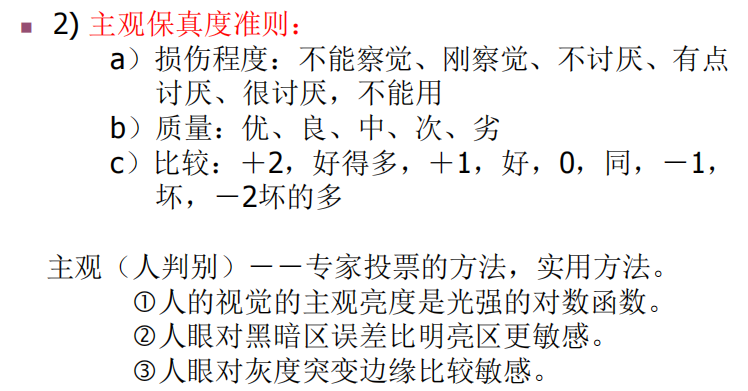 2) 主观保真度准则：
a）损伤程度：不能察觉、刚察觉、不讨厌、有点
讨厌、很讨厌，不能用
b）质量：优、良、中、次、劣
c）比较：＋2，好得多，＋1，好，0，同，－1，
坏，－2坏的多
主观（人判别）－－专家投票的方法，实用方法。
①人的视觉的主观亮度是光强的对数函数。
②人眼对黑暗区误差比明亮区更敏感。
③人眼对灰度突变边缘比较敏感。